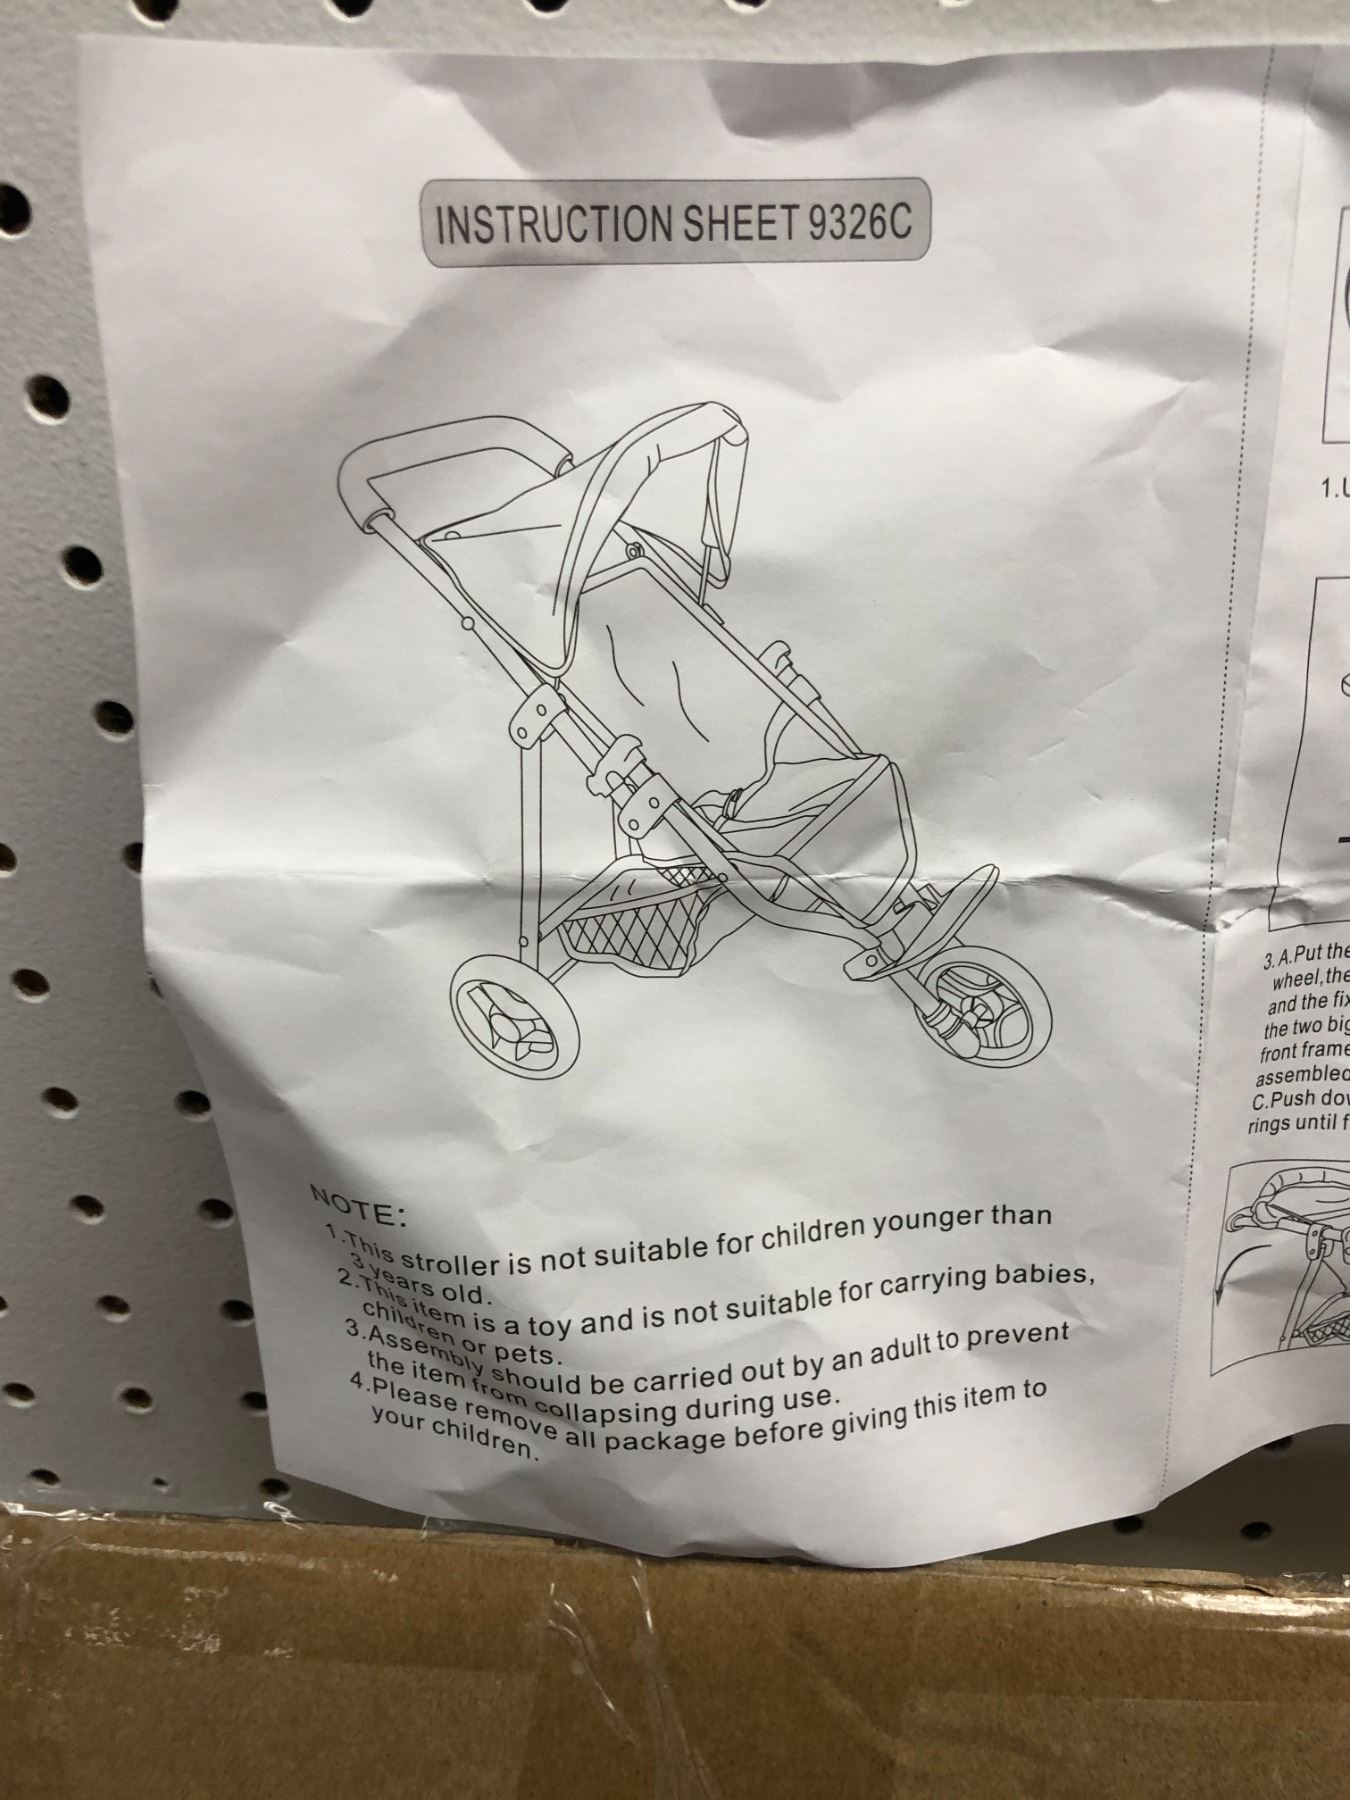 INSTRUCTION SHEET 9326C
NOTE:
1.This stroller is not suitable for children younger than
3 years old.
2.This item is a toy and is not suitable for carrying babies,
children or pets.
3.Assembly should be carried out by an adult to prevent
the item from collapsing during use.
4.Please remove all package before giving this item to
your children.
1.
3. A.Put the
wheel,the
and the
the two
front frame
assembled
C.Push
rings until